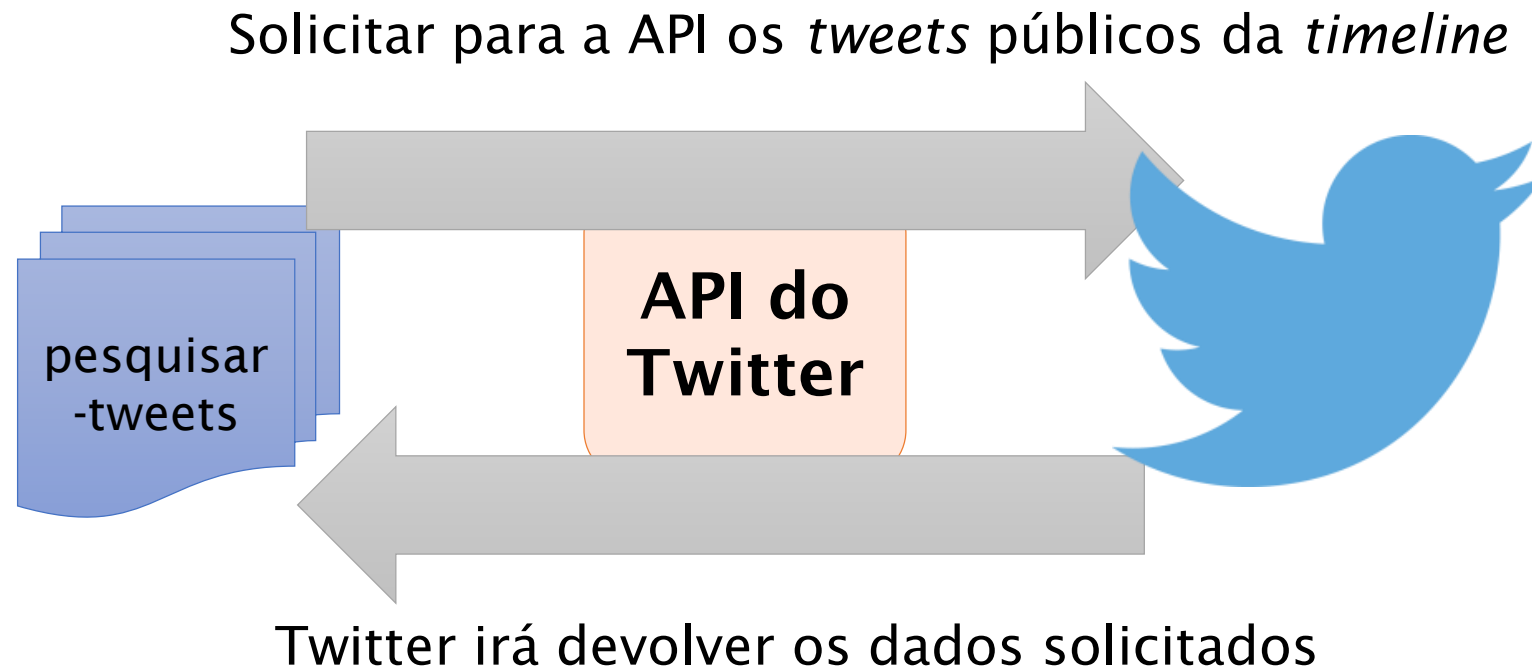 Solicitar para a API os tweets públicos da timeline
API do
Twitter
pesquisar
-tweets
Twitter irá devolver os dados solicitados